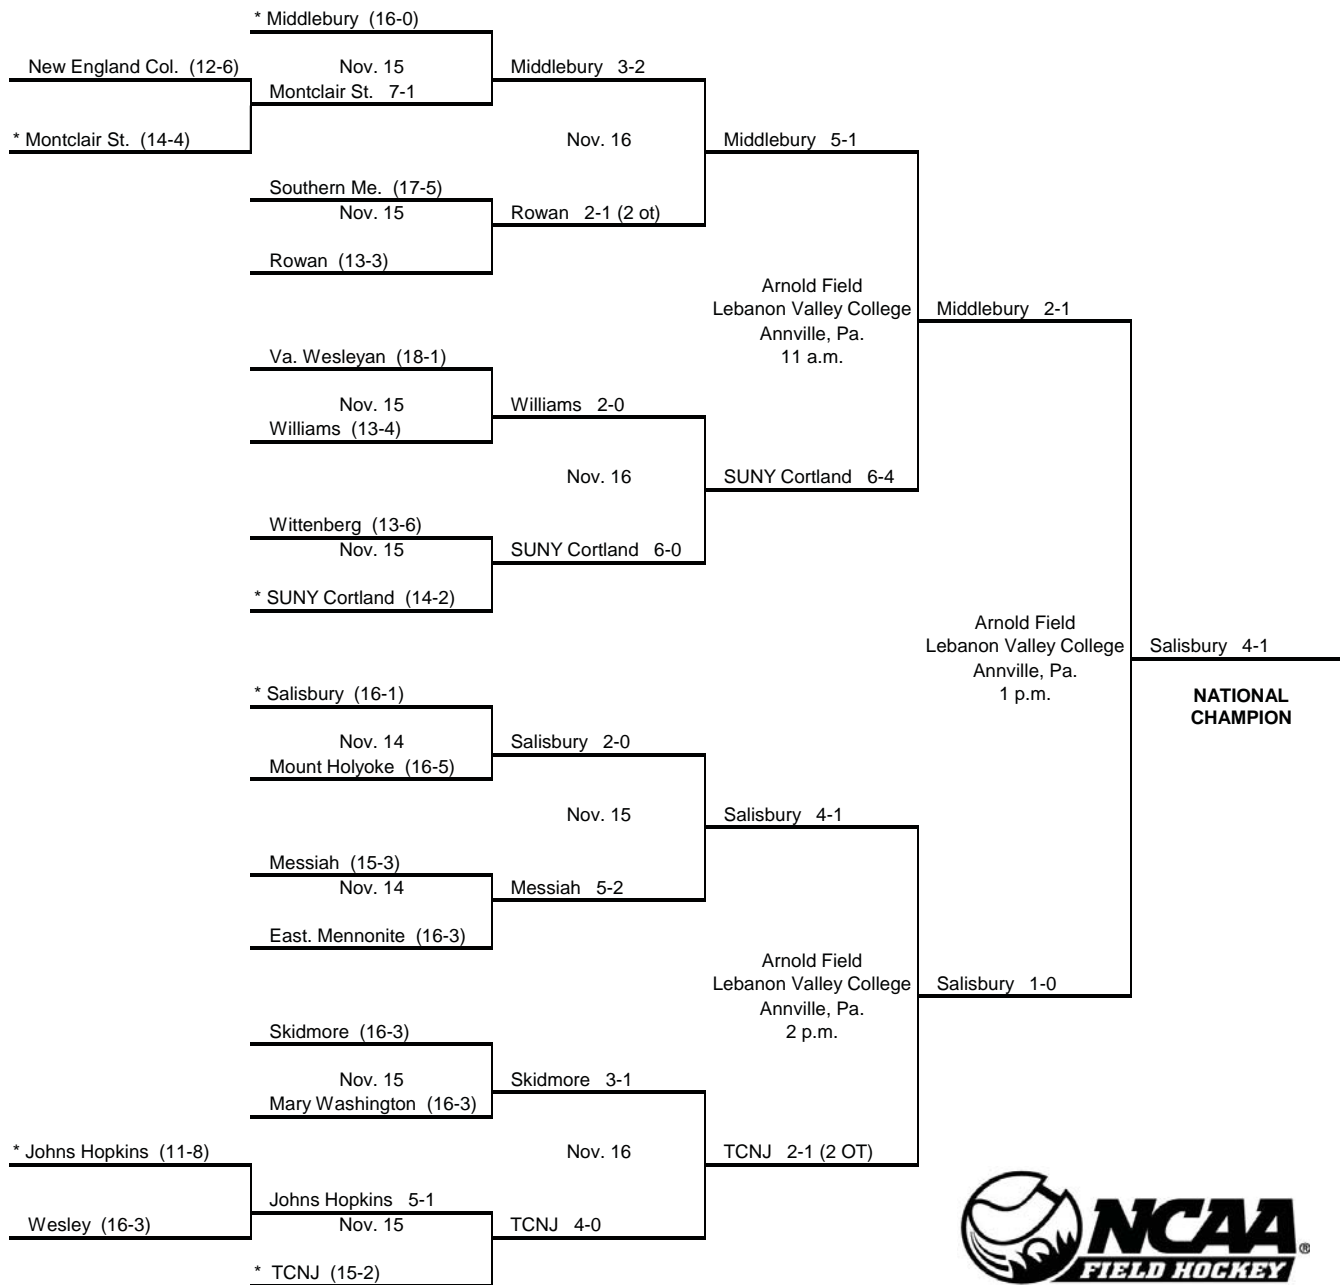 * Middlebury (16-0)
New England Col. (12-6)
Nov. 15
Middlebury 3-2
Montclair St. 7-1
* Montclair St. (14-4)
Nov. 16
Middlebury 5-1
Southern Me. (17-5)
Nov. 15
Rowan 2-1 (2 ot)
Rowan (13-3)
Arnold Field
Lebanon Valley College
Annville, Pa.
11 a.m.
Middlebury 2-1
Va. Wesleyan (18-1)
Nov. 15
Williams 2-0
Williams (13-4)
Nov. 16
SUNY Cortland 6-4
Wittenberg (13-6)
Nov. 15
SUNY Cortland 6-0
* SUNY Cortland (14-2)
Arnold Field
Lebanon Valley College
Annville, Pa.
1 p.m.
Salisbury 4-1
NATIONAL
CHAMPION
* Salisbury (16-1)
Nov. 14
Salisbury 2-0
Mount Holyoke (16-5)
Nov. 15
Salisbury 4-1
Messiah (15-3)
Nov. 14
Messiah 5-2
East. Mennonite (16-3)
Arnold Field
Lebanon Valley College
Annville, Pa.
2 p.m.
Salisbury 1-0
Skidmore (16-3)
Nov. 15
Skidmore 3-1
Mary Washington (16-3)
* Johns Hopkins (11-8)
Nov. 16
TCNJ 2-1 (2 OT)
Johns Hopkins 5-1
Wesley (16-3)
Nov. 15
TCNJ 4-0
* TCNJ (15-2)
NCAA ®
FIELD HOCKEY